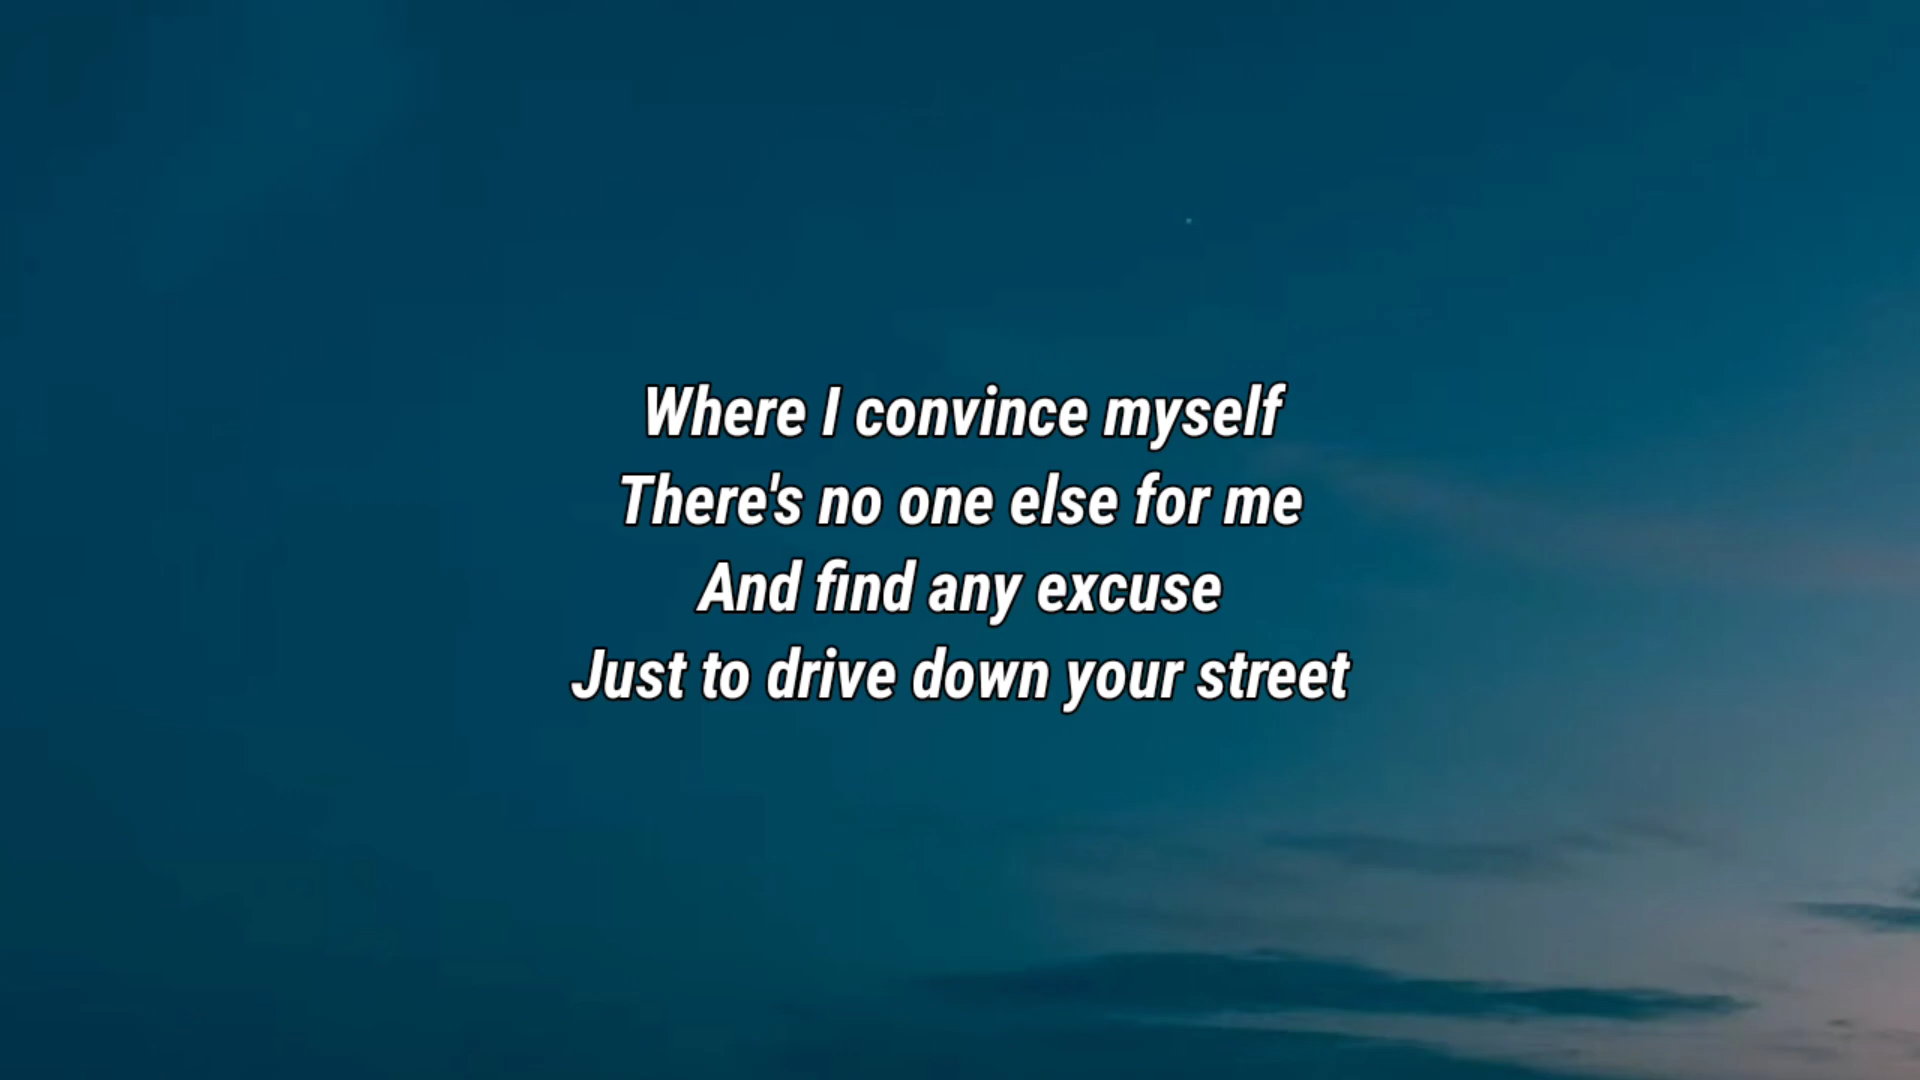 Where I convince myself
There's no one else for me
And find any excuse
Just to drive down your street